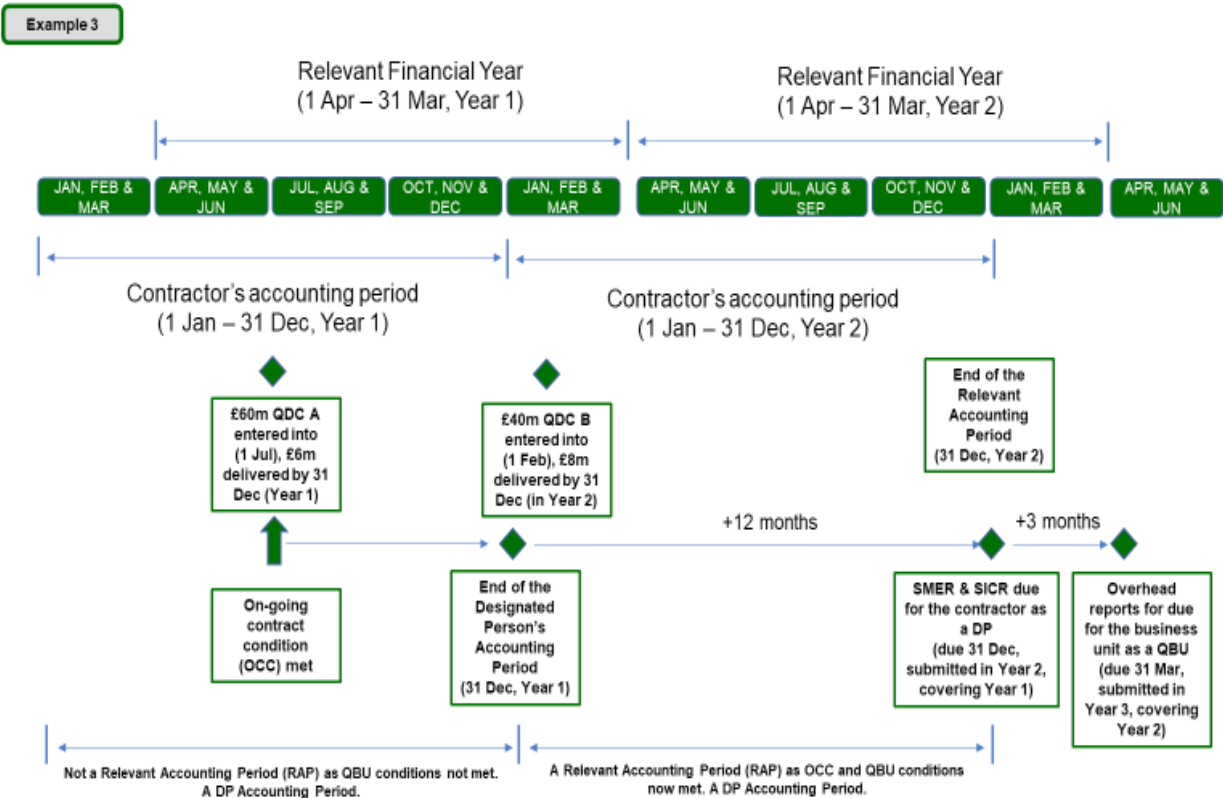 Example 3
Relevant Financial Year
(1 Apr – 31 Mar, Year 1)
Relevant Financial Year
(1 Apr – 31 Mar, Year 2)
JAN, FEB &
MAR
APR, MAY &
JUN
JUL, AUG &
SEP
OCT, NOV &
DEC
JAN, FEB &
MAR
APR, MAY &
JUN
JUL, AUG &
SEP
OCT, NOV &
DEC
JAN, FEB &
MAR
APR, MAY &
JUN
Contractor's accounting period
(1 Jan – 31 Dec, Year 1)
Contractor's accounting period
(1 Jan – 31 Dec, Year 2)
£60m QDC A
entered into
(1 Jul), £6m
delivered by 31
Dec (Year 1)
£40m QDC B
entered into
(1 Feb), £8m
delivered by 31
Dec (in Year 2)
End of the
Relevant
Accounting
Period
(31 Dec, Year 2)
+12 months
+3 months
On-going
contract
condition
(OCC) met
End of the
Designated
Person's
Accounting
Period
(31 Dec, Year 1)
SMER & SICR due
for the contractor as
a DP
(due 31 Dec,
submitted in Year 2,
covering Year 1)
Overhead
reports for due
for the business
unit as a QBU
(due 31 Mar,
submitted in
Year 3, covering
Year 2)
Not a Relevant Accounting Period (RAP) as QBU conditions not met.
A DP Accounting Period.
A Relevant Accounting Period (RAP) as OCC and QBU conditions
now met. A DP Accounting Period.